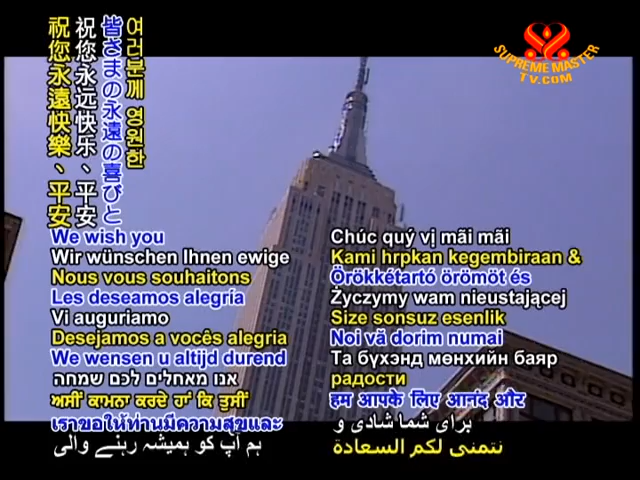 SUPREME MASTER
TV.COM
祝您永遠快樂、平安
祝您永远快乐、平安
皆さまの永遠の喜びと
여러분께 영원한
We wish you
Wir wünschen Ihnen ewige
Nous vous souhaitons
Les deseamos alegría
Vi auguriamo
Desejamos a vocês alegria
We wensen u altijd durend
אנו מאחלים לכם שמחה
ਅਸੀਂ ਕਾਮਨਾ ਕਰਦੇ ਹਾਂ ਕਿ ਤੁਸੀਂ
เราขอให้ท่านมีความสุขและ
ہم آپ کو ہمیشہ رہنے والی
Chúc quý vị mãi mãi
Kami hrpkan kegembiraan &
Örökkétartó örömöt és
Życzymy wam nieustającej
Size sonsuz esenlik
Noi vă dorim numai
Та бүхэнд мөнхийн баяр
радости
हम आपके लिए आनंद और
برای شما شادی و
نتمنى لكم السعادة